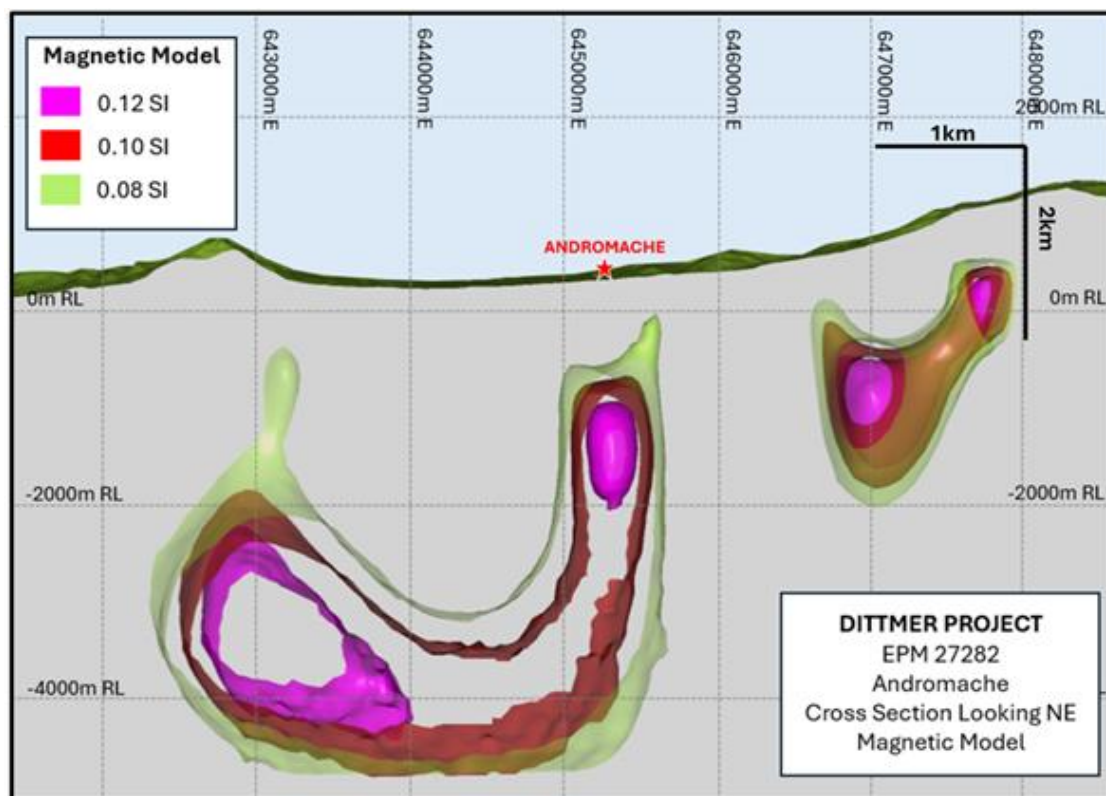 Magnetic Model
0.12 SI
0.10 SI
0.08 SI
643000m E
644000m E
645000m E
646000m E
647000m E
648000m E
2000m RL
1km
2km
ANDROMACHE
0m RL
0m RL
-2000m RL
-2000m RL
-4000m RL
DITTMER PROJECT
EPM 27282
Andromache
Cross Section Looking NE
Magnetic Model